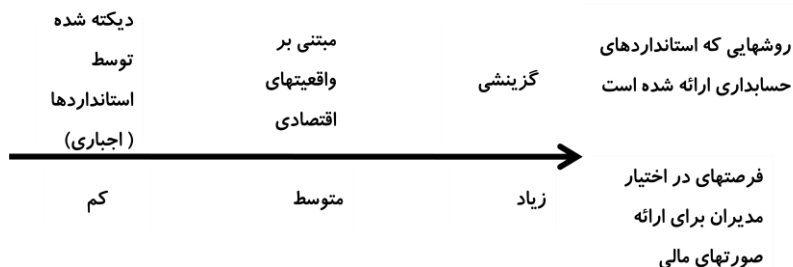 روشهایی که استانداردهای
حسابداری ارائه شده است
گزینشی
مبتنی بر
واقعیتهای
اقتصادی
دیکته شده
توسط
استانداردها
( اجباری)
فرصتهای در اختیار
مدیران برای ارائه
صورتهای مالی
زیاد
متوسط
کم